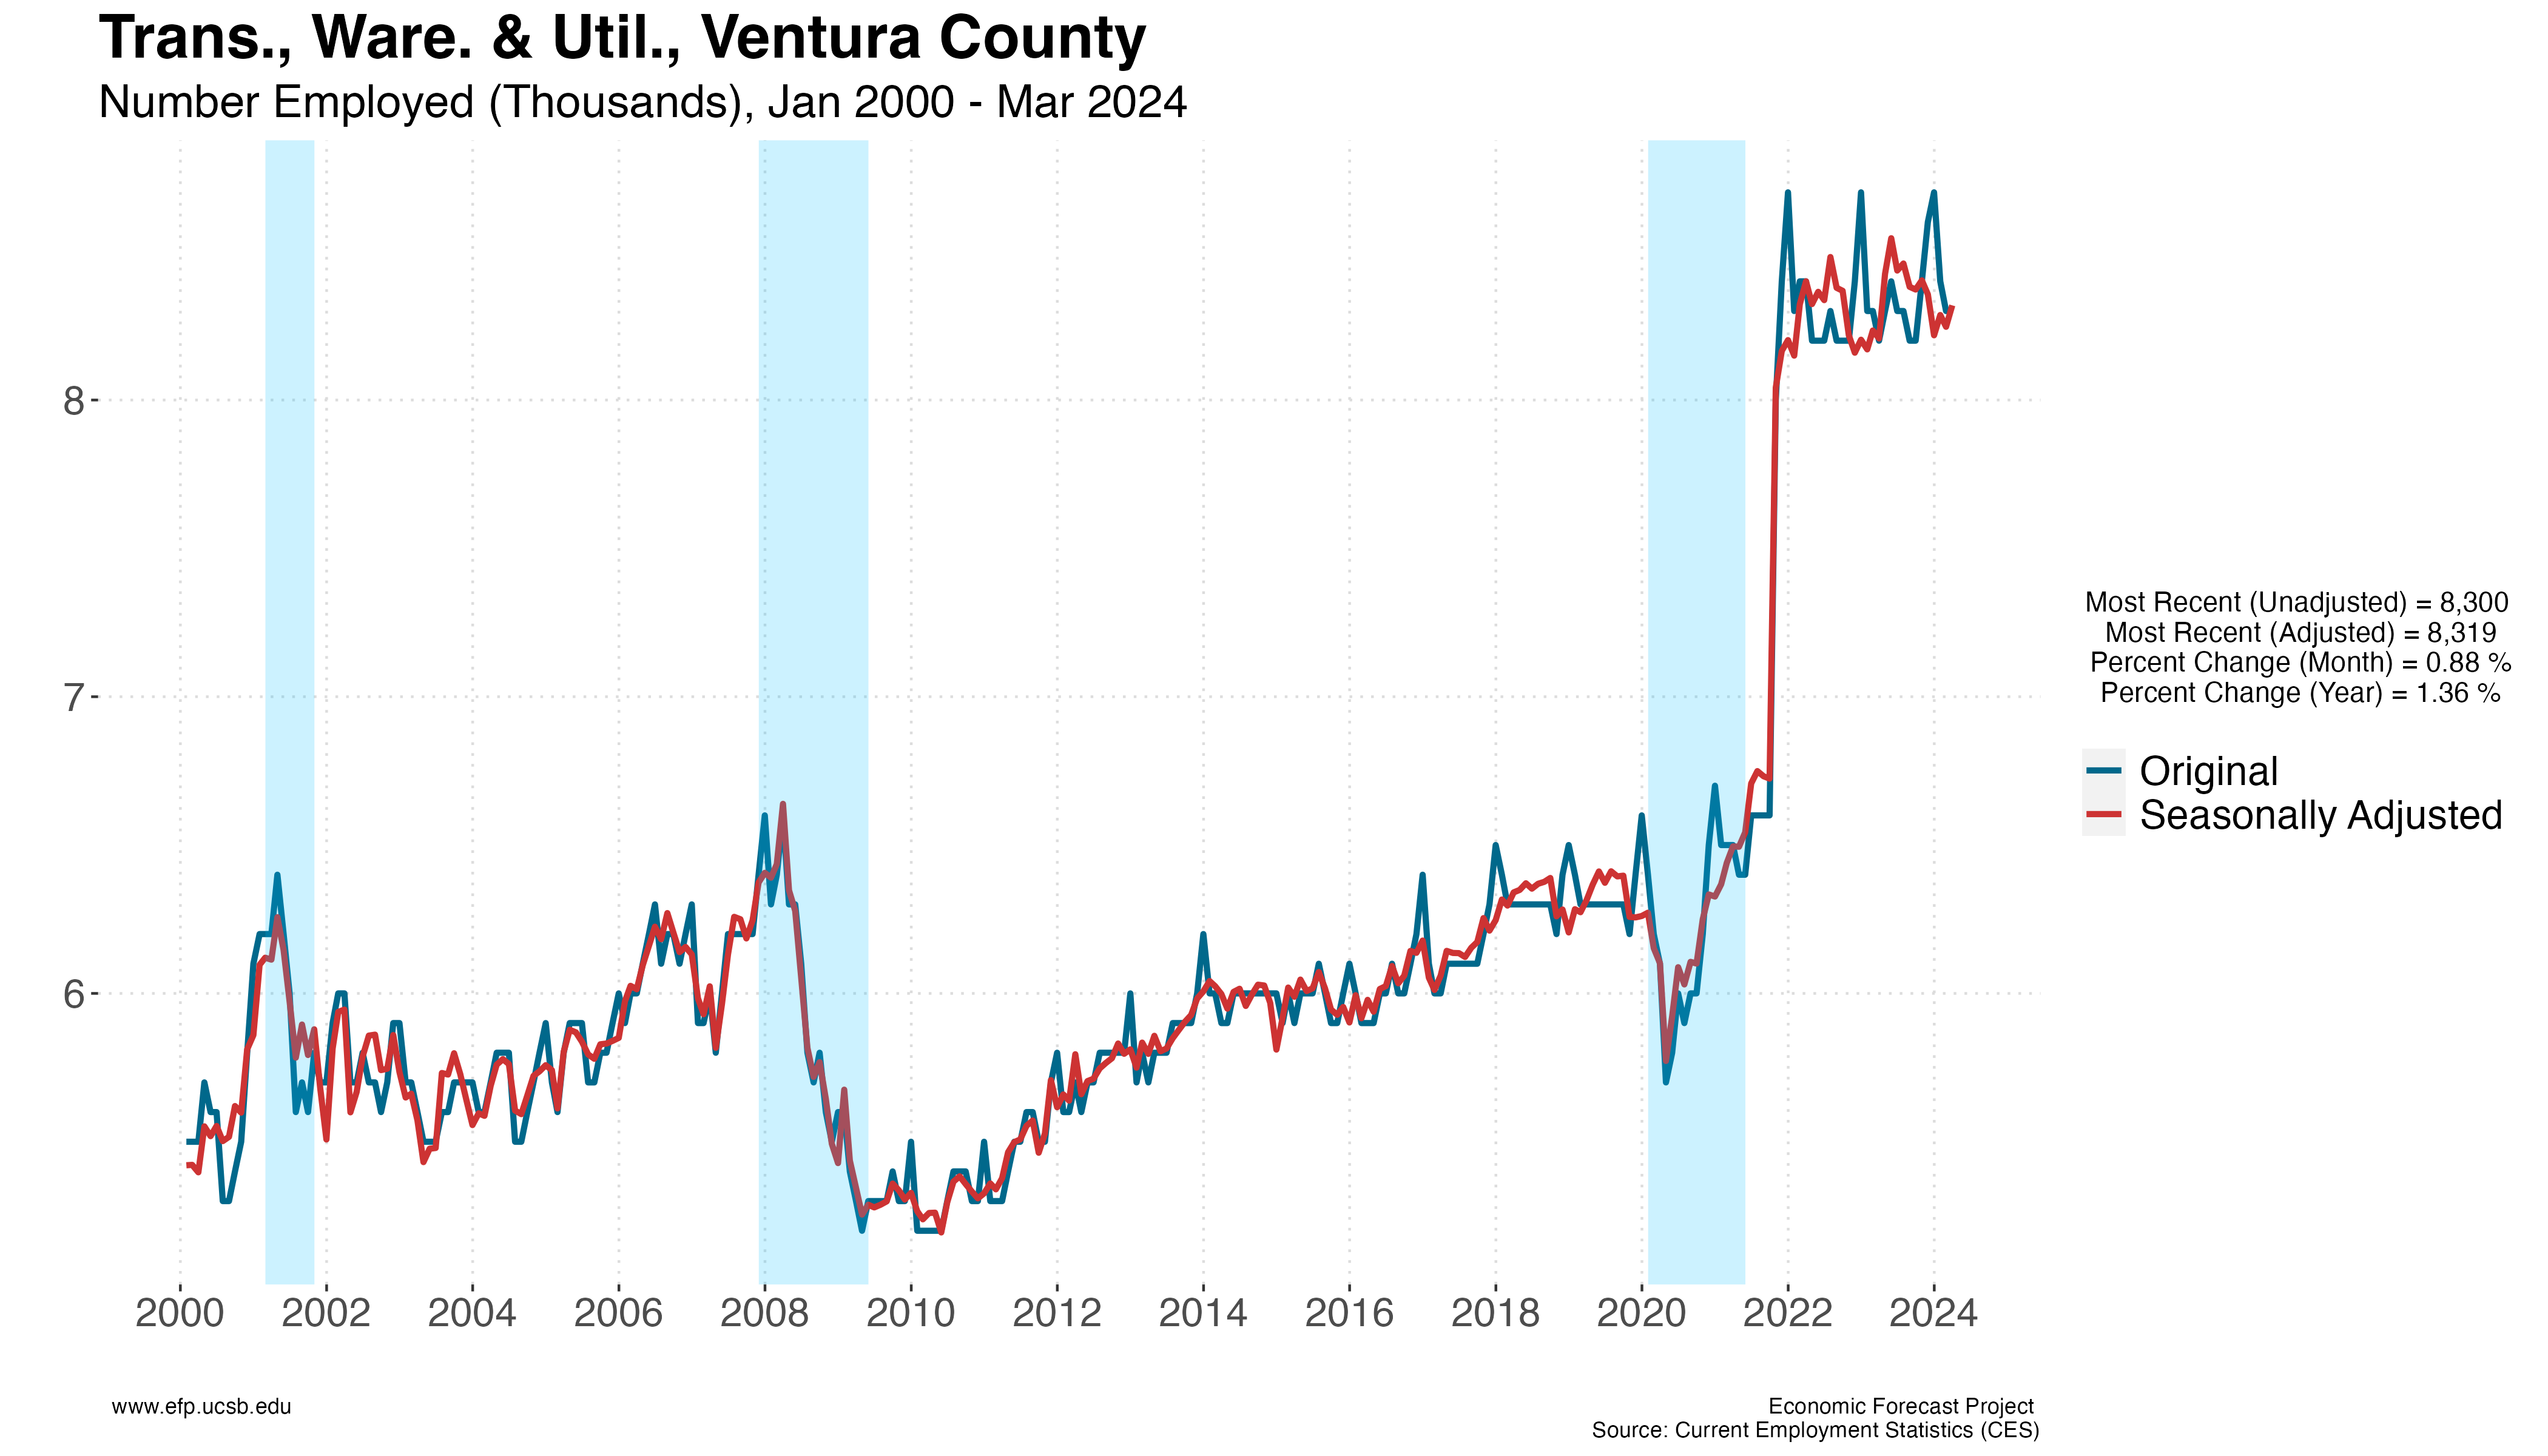 Trans., Ware. & Util., Ventura County
Number Employed (Thousands), Jan 2000 - Mar 2024
8
7
6
2000 2002 2004 2006 2008 2010 2012 2014 2016 2018 2020 2022 2024
Most Recent (Unadjusted) = 8,300
Most Recent (Adjusted) = 8,319
Percent Change (Month) = 0.88 %
Percent Change (Year) = 1.36 %
Original
Seasonally Adjusted
www.efp.ucsb.edu
Economic Forecast Project
Source: Current Employment Statistics (CES)